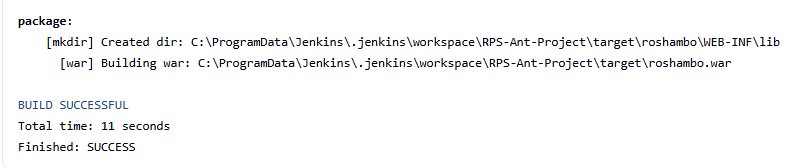 package:
[mkdir] Created dir: C:\ProgramData\Jenkins\.jenkins\workspace\RPS-Ant-Project\target\roshambo\WEB-INF\lib
[war] Building war: C:\ProgramData\Jenkins\.jenkins\workspace\RPS-Ant-Project\target\roshambo.war
BUILD SUCCESSFUL
Total time: 11 seconds
Finished: SUCCESS